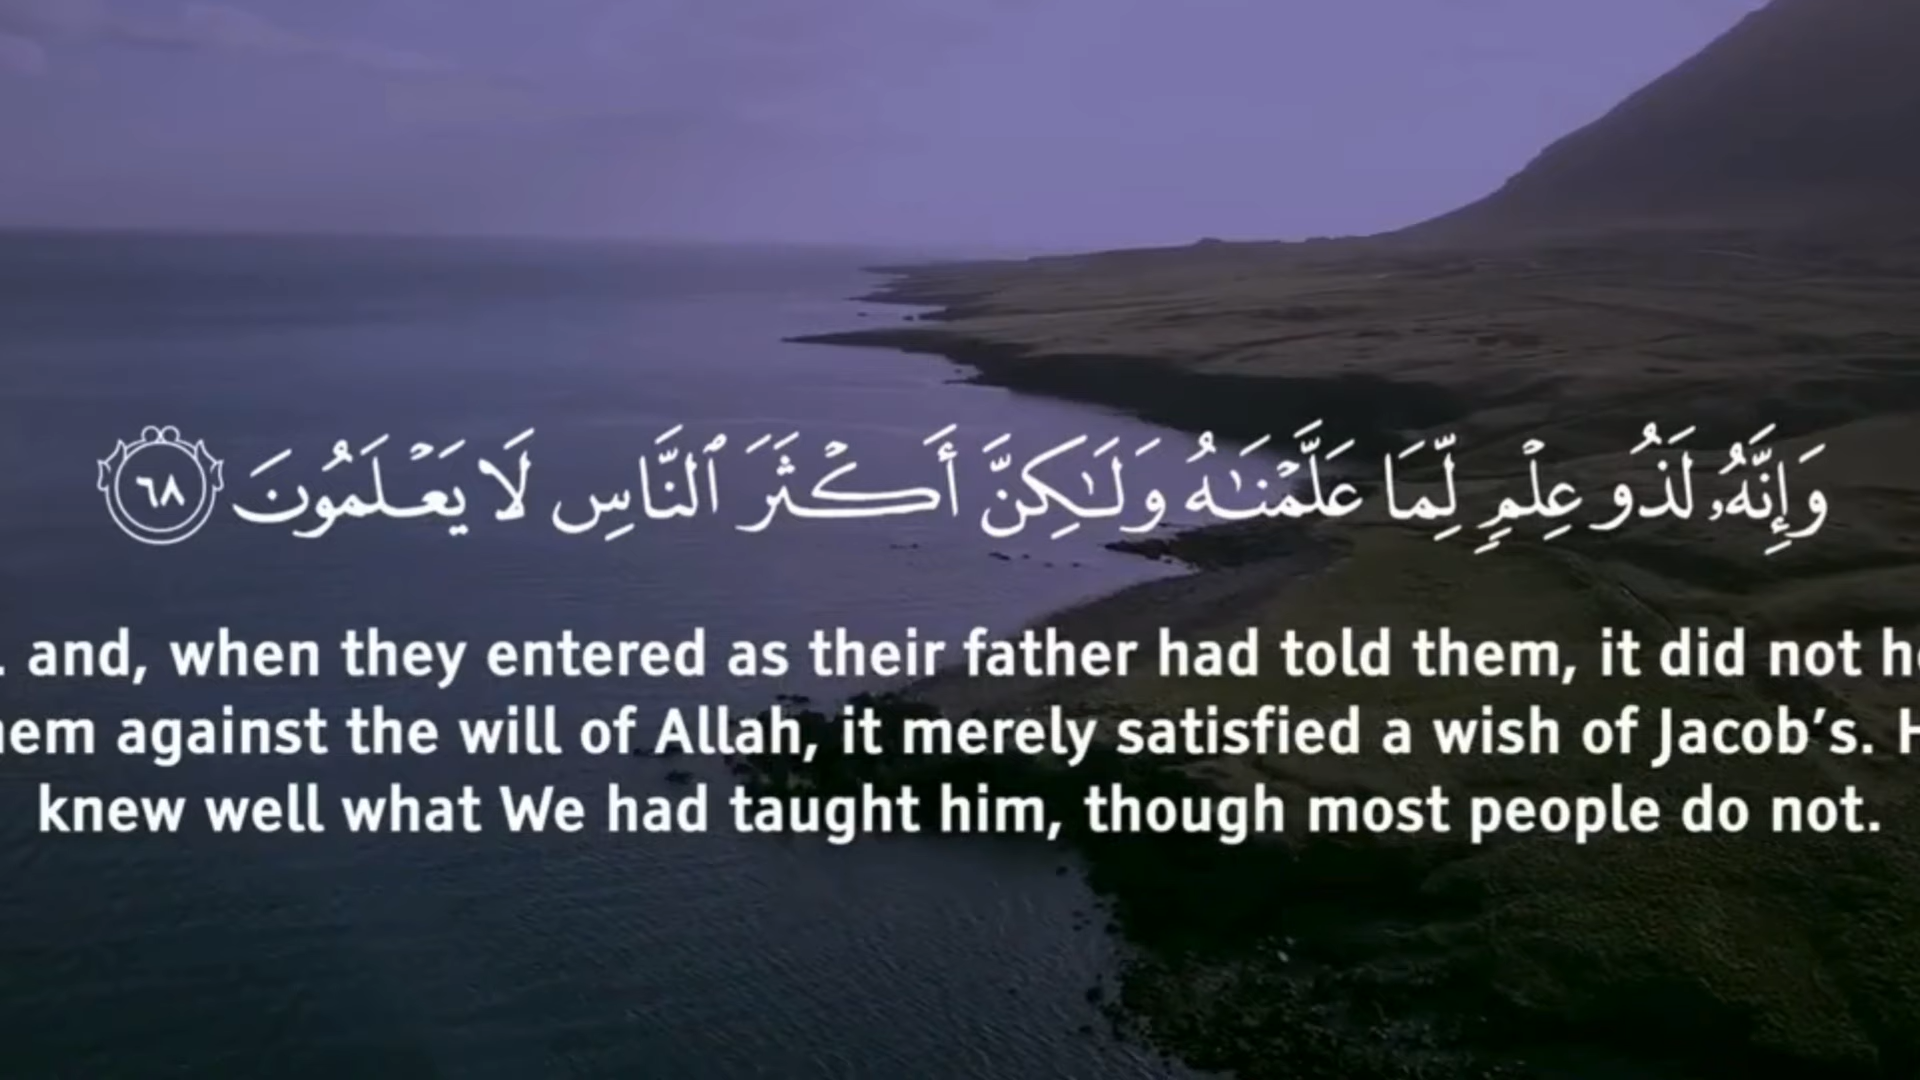 وَإِنَّهُۥ لَذُو عِلْمٍ لِّمَا عَلَّمْنَـٰهُ وَلَـٰكِنَّ أَكْثَرَ ٱلنَّاسِ لَا يَعْلَمُونَ ٦٨
. and, when they entered as their father had told them, it did not
against the will of Allah, it merely satisfied a wish of Jacob’s.
knew well what We had taught him, though most people do not.